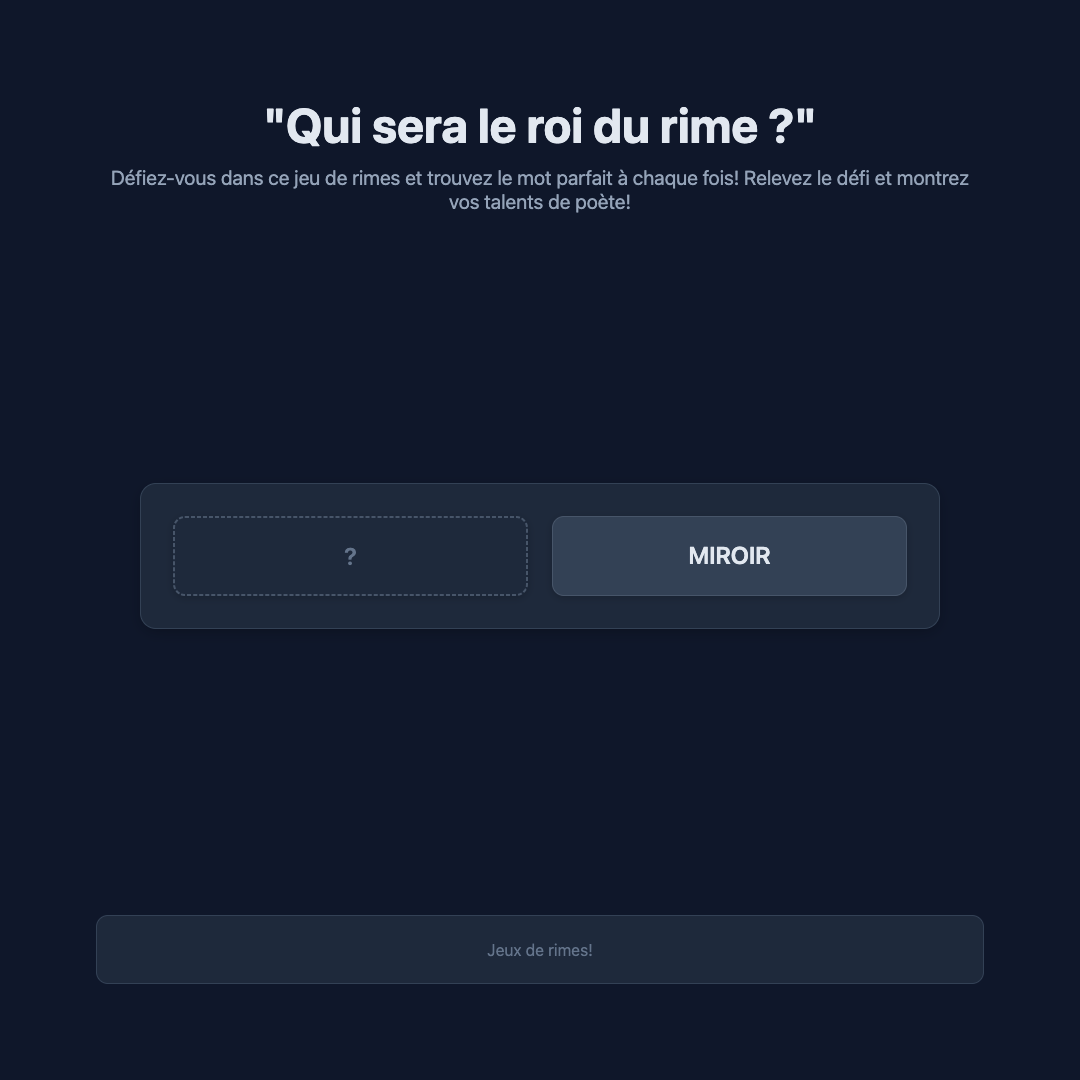 "Qui sera le roi du rime ?"
Défiez-vous dans ce jeu de rimes et trouvez le mot parfait à chaque fois! Relevez le défi et montrez
vos talents de poète!
?
MIROIR
Jeux de rimes!